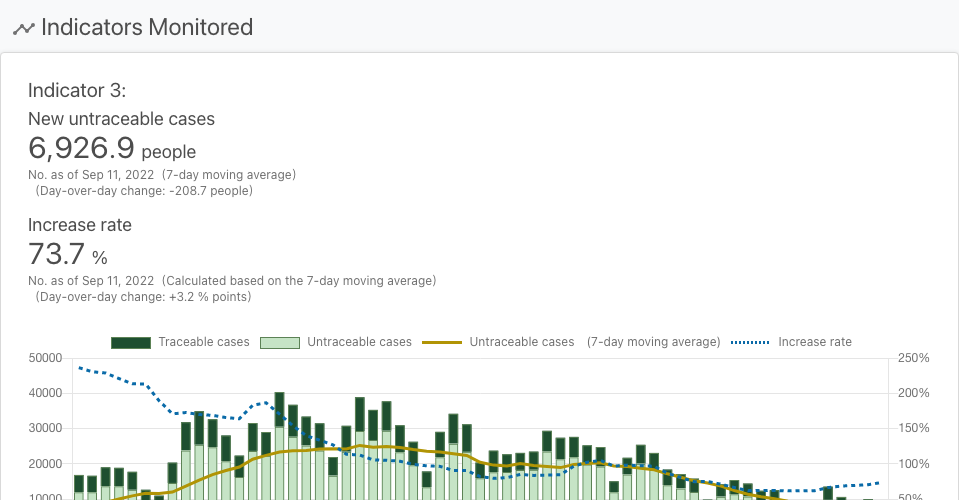 Indicators Monitored
Indicator 3:
New untraceable cases
6,926.9 people
No. as of Sep 11, 2022 (7-day moving average)
(Day-over-day change: -208.7 people)
Increase rate
73.7 %
No. as of Sep 11, 2022 (Calculated based on the 7-day moving average)
(Day-over-day change: +3.2 % points)
Traceable cases Untraceable cases Untraceable cases (7-day moving average) Increase rate
50000 250%
40000 200%
30000 150%
20000 100%
10000 50%